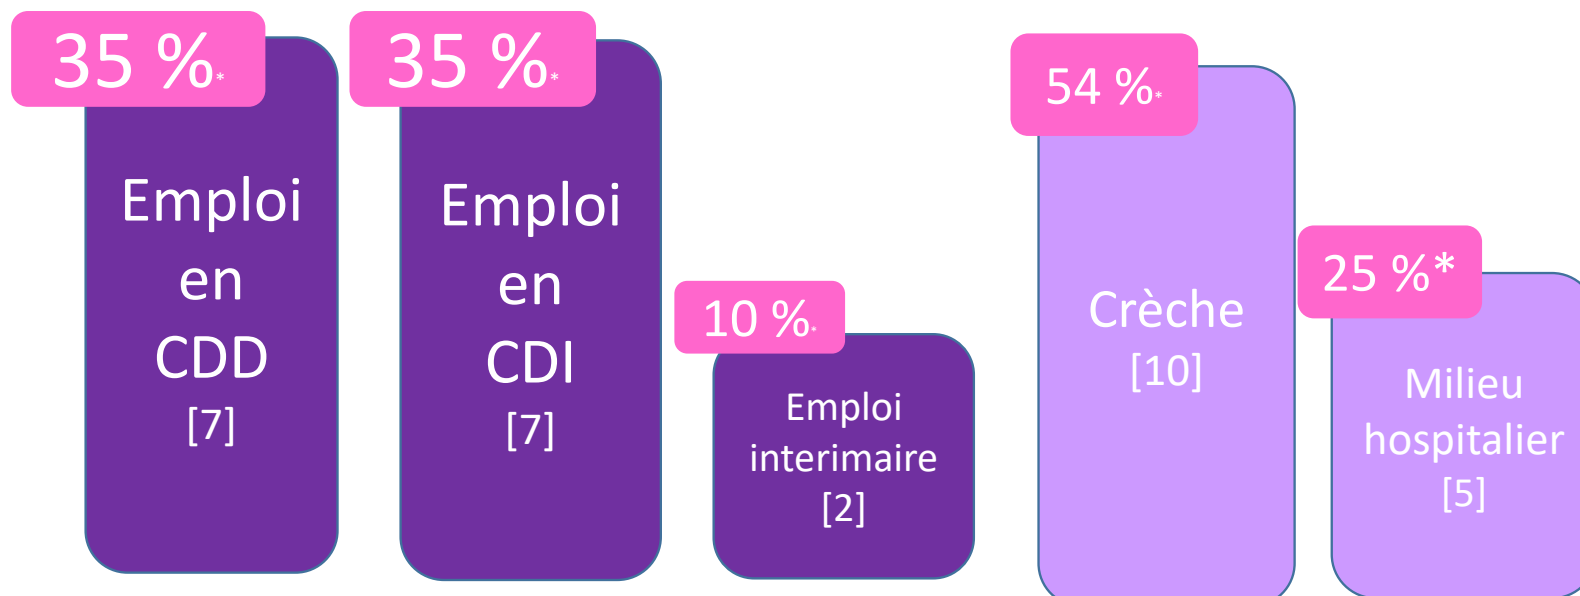 35 %*
Emploi
en
CDD
[7]
35 %*
Emploi
en
CDI
[7]
10 %*
Emploi
interimaire
[2]
54 %*
Crèche
[10]
25 %*
Milieu
hospitalier
[5]